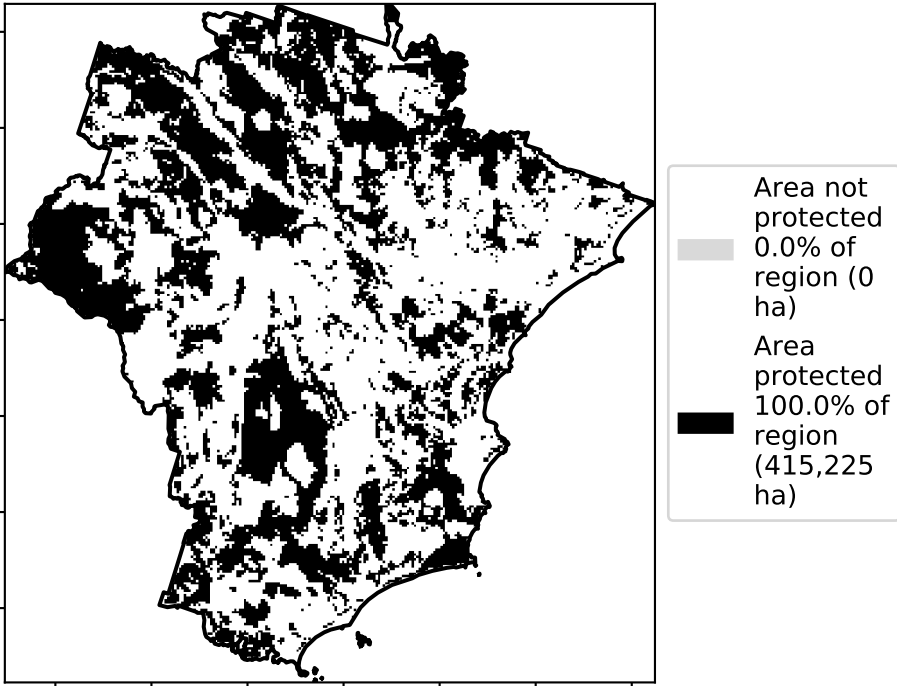 Area not
protected
0.0% of
region (0
ha)
Area
protected
100.0% of
region
(415,225
ha)